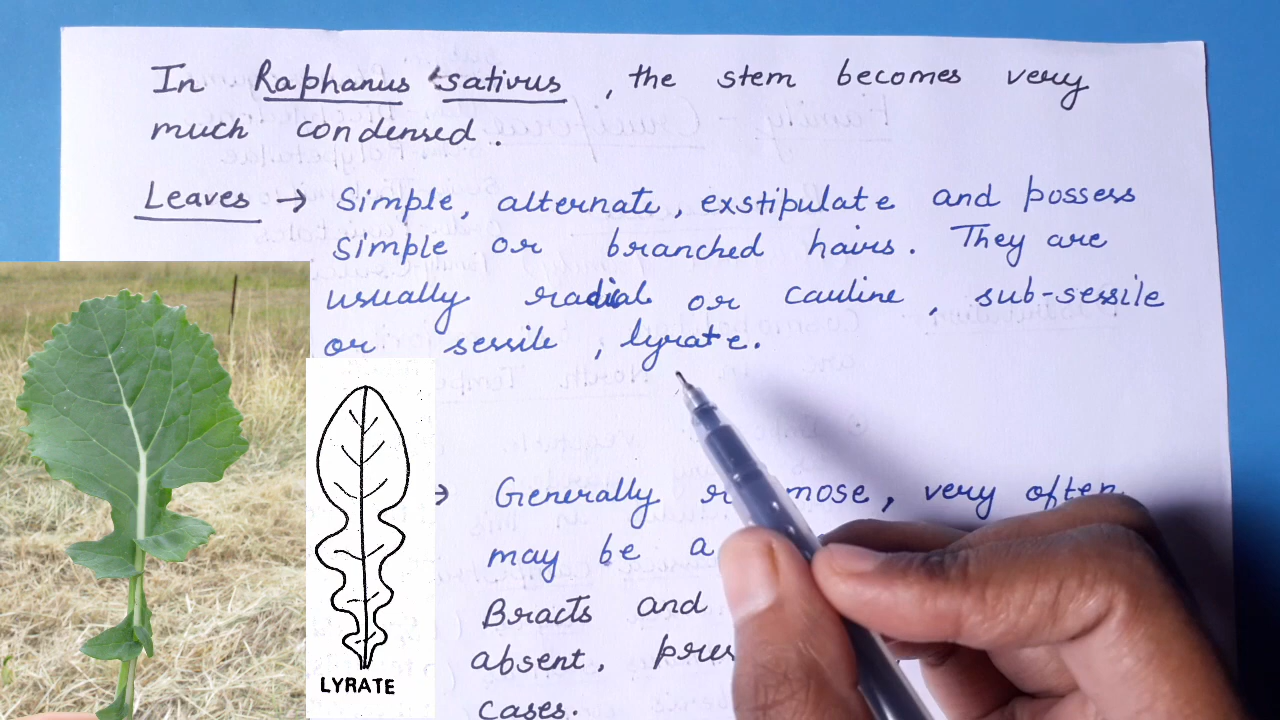 In Raphanus sativus, the stem becomes very
much condensed.
Leaves → Simple, alternate, exstipulate and possess
simple or branched hairs. They are
usually radial or cauline, sub-sessile
or sessile, lyrate.
→ Generally mose, very often
may be a
Bracts and
absent,
cases.
LYRATE